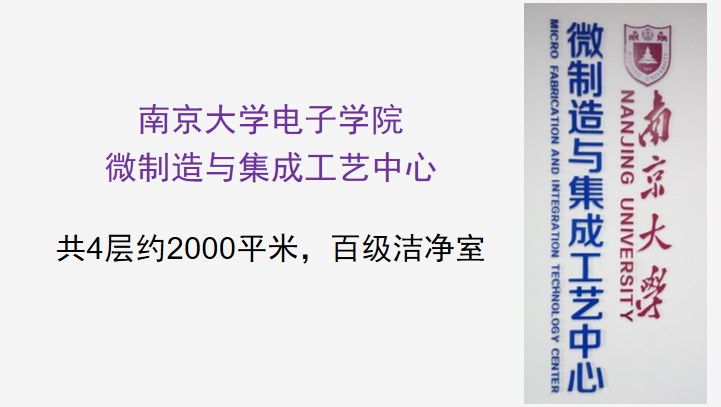 南京大学电子学院
微制造与集成工艺中心
共4层约2000平米，百级洁净室
南京大学
NANJING UNIVERSITY
微制造与集成工艺中心
MICRO FABRICATION AND INTEGRATION TECHNOLOGY CENTER